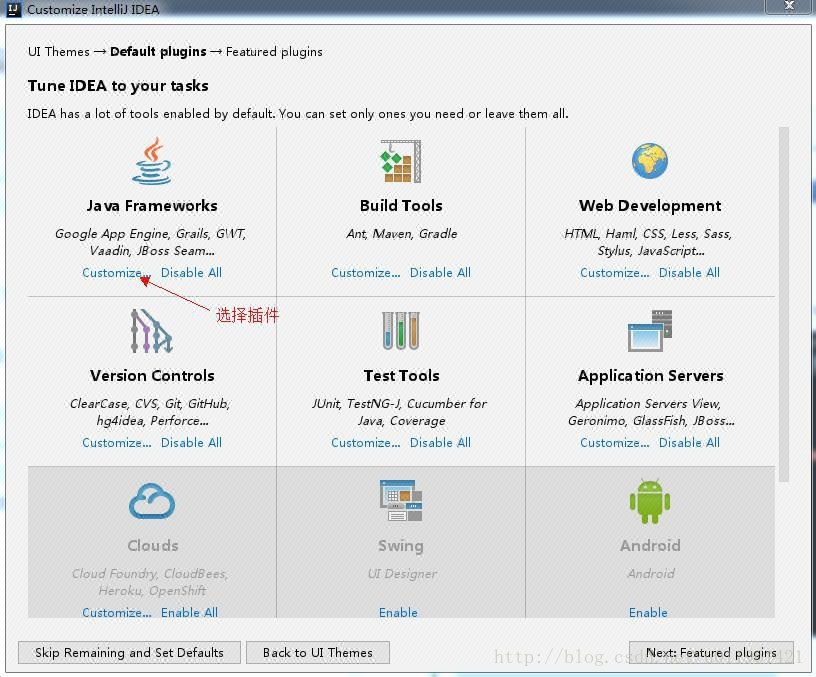 IJ Customize IntelliJ IDEA
UI Themes → Default plugins → Featured plugins
Tune IDEA to your tasks
IDEA has a lot of tools enabled by default. You can set only ones you need or leave them all.
Java Frameworks
Google App Engine, Grails, GWT,
Vaadin, JBoss Seam...
Customize... Disable All
Build Tools
Ant, Maven, Gradle
Customize... Disable All
Web Development
HTML, Haml, CSS, Less, Sass,
Stylus, JavaScript...
Customize... Disable All
选择插件
Version Controls
ClearCase, CVS, Git, GitHub,
hg4idea, Perforce...
Customize... Disable All
Test Tools
JUnit, TestNG-J, Cucumber for
Java, Coverage
Customize... Disable All
Application Servers
Application Servers View,
Geronimo, GlassFish, JBoss...
Customize... Disable All
Clouds
Cloud Foundry, CloudBees,
Heroku, OpenShift
Customize... Enable All
Swing
UI Designer
Enable
Android
Android
Enable
Skip Remaining and Set Defaults
Back to UI Themes
Next: Featured plugins